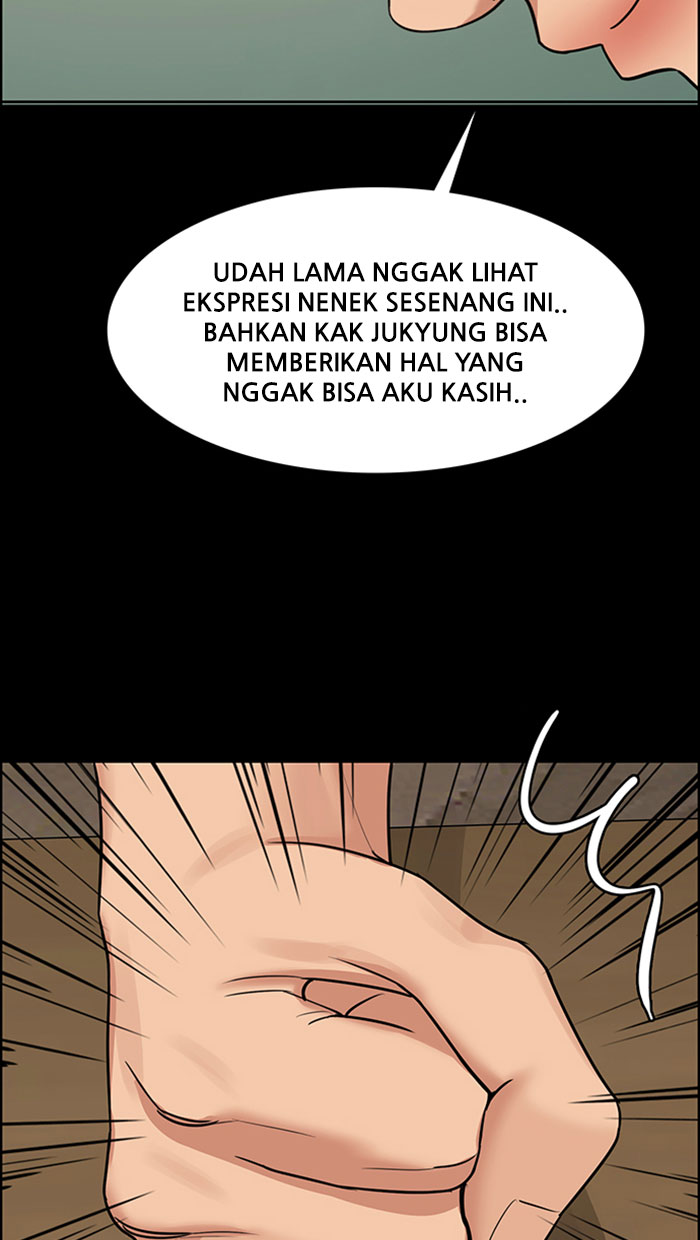 UDAH LAMA NGGAK LIHAT
EKSPRESI NENEK SESENANG INI..
BAHKAN KAK JUKYUNG BISA
MEMBERIKAN HAL YANG
NGGAK BISA AKU KASIH..